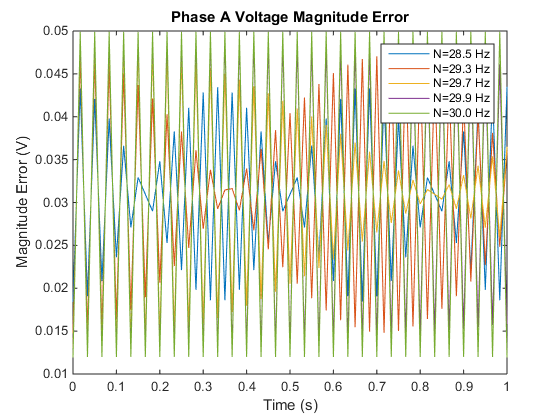 Phase A Voltage Magnitude Error
Magnitude Error (V)
0.05
0.045
0.04
0.035
0.03
0.025
0.02
0.015
0.01
N=28.5 Hz
N=29.3 Hz
N=29.7 Hz
N=29.9 Hz
N=30.0 Hz
0 0.1 0.2 0.3 0.4 0.5 0.6 0.7 0.8 0.9 1
Time (s)